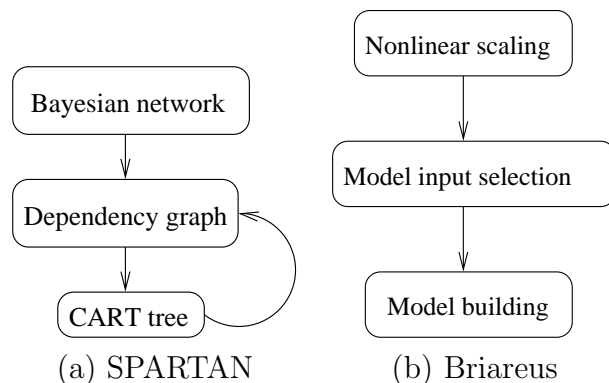 Bayesian network
Dependency graph
CART tree
(a) SPARTAN
Nonlinear scaling
Model input selection
Model building
(b) Briareus